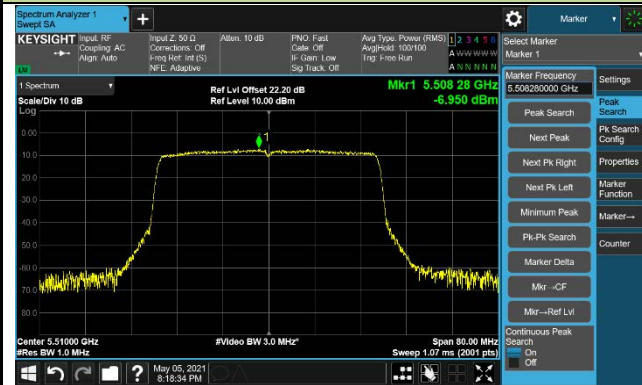 Spectrum Analyzer 1
Swept SA
+
Marker
KEYSIGHT
Input: RF
Coupling: AC
Align: Auto
Input Z: 50 Ω
Corrections: Off
Freq Ref: Int (S)
NFE: Adaptive
Atten: 10 dB
PNO: Fast
Gate: Off
IF Gain: Low
Sig Track: Off
Avg Type: Power (RMS)
Avg|Hold: 100/100
Trig: Free Run
1 2 3 4 5 6
A W W W W W
A N N N N N
Select Marker
Marker 1
LXI
1 Spectrum
Scale/Div 10 dB
Log
Ref Lvl Offset 22.20 dB
Ref Level 10.00 dBm
Mkr1 5.508 28 GHz
-6.950 dBm
Marker Frequency
5.508280000 GHz
Peak Search
Next Peak
Next Pk Right
Next Pk Left
Minimum Peak
Pk-Pk Search
Marker Delta
Mkr→CF
Mkr→Ref Lvl
Continuous Peak
Search
On
Off
Settings
Peak
Search
Pk Search
Config
Properties
Marker
Function
Marker→
Counter
0.00
-10.0
-20.0
-30.0
-40.0
-50.0
-60.0
-70.0
-80.0
1
Center 5.51000 GHz
#Res BW 1.0 MHz
#Video BW 3.0 MHz*
Span 80.00 MHz
Sweep 1.07 ms (2001 pts)
?
May 05, 2021
8:18:34 PM